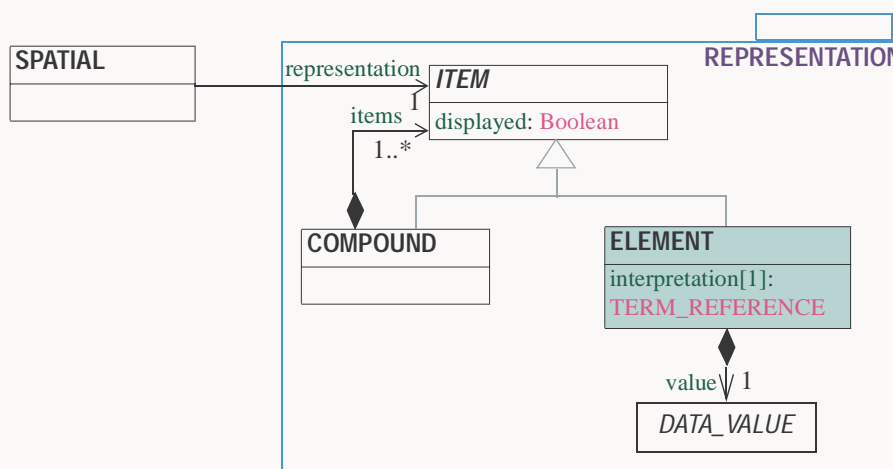 SPATIAL
REPRESENTATION
representation
1
ITEM
displayed: Boolean
items
1..*
COMPOUND
ELEMENT
interpretation[1]:
TERM_REFERENCE
value 1
DATA_VALUE